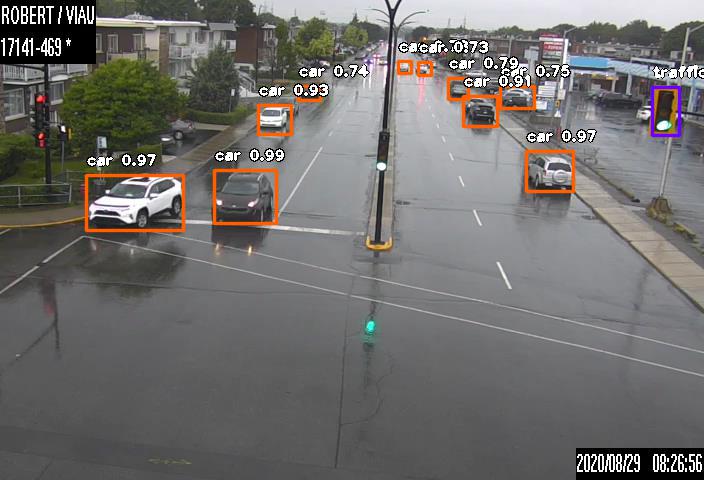 ROBERT / VIAU
17141-469 *
car 0.73
car 0.74
car 0.79
car 0.75
car 0.91
traffic
car 0.93
car 0.97
car 0.97
car 0.99
2020/08/29 08:26:56